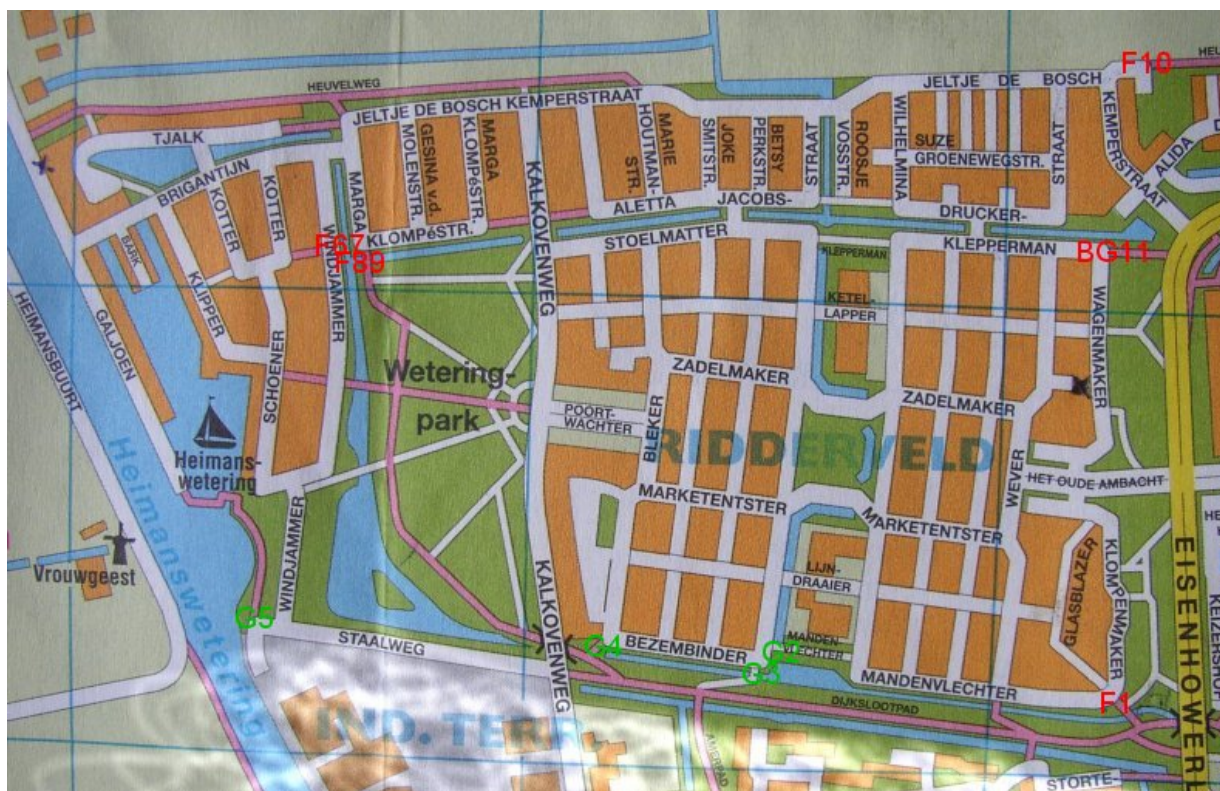 F10
HEUVELWEG
JELTJE DE BOSCH
JELTJE DE BOSCH KEMPERSTRAAT
KEMPERSTRAAT
TJALK
BRIGANTIJN
KOTTER
KOTTER
MARGA
KLOMPéSTR.
MOLENSTR.
GESINA v.d.
KLOMPéSTR.
MARGA
KALKOVENWEG
HOUTMAN-
STR.
MARIE
SMITSTR.
JOKE
PERKSTR.
BETSY
STRAAT
VOSSTR.
ROOSJE
WILHELMINA
SUZE
GROENEWEGSTR.
STRAAT
ALIDA
ALETTA
JACOBS-
DRUCKER-
F67
F89
BG11
STOELMATTER
KLEPPERMAN
KLEPPERMAN
BARK
KLIPPER
WINDJAMMER
GALJOEN
HEIMANSBUURT
KETEL-
LAPPER
WAGENMAKER
SCHOENER
Wetering-
park
ZADELMAKER
ZADELMAKER
POORT-
WACHTER
BLEKER
RIDDERVELD
Heimans-
wetering
Heimanswetering
WEVER
HET OUDE AMBACHT
MARKETENTSTER
MARKETENTSTER
Vrouwgeest
WINDJAMMER
KALKOVENWEG
LIJN-
DRAAIER
GLASBLAZER
KLOMPENMAKER
EISENHOWERL
KEIZERSHOF
G5
STAALWEG
G4
BEZEMBINDER
G2
G3
MANDEN
VLECHTER
MANDENVLECHTER
F1
DIJKSLOOTPAD
IND. TERR.
AMERPAD
STORTE-